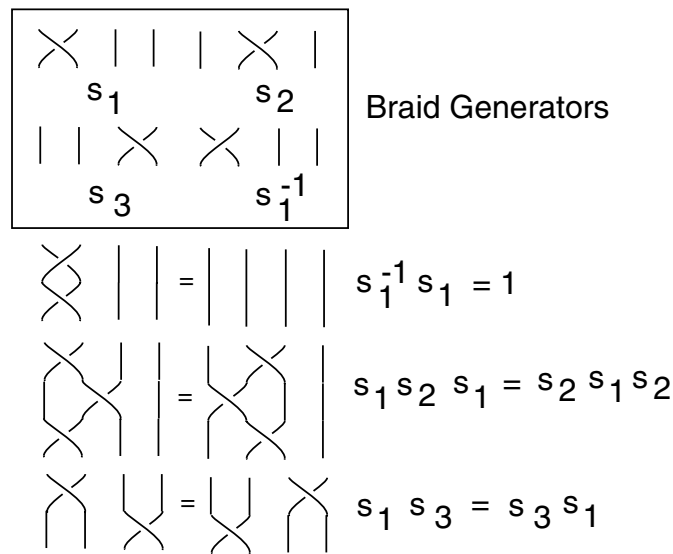 s₁ s₂
Braid Generators
s₃ s₁⁻¹
= s₁⁻¹ s₁ = 1
= s₁ s₂ s₁ = s₂ s₁ s₂
= s₁ s₃ = s₃ s₁